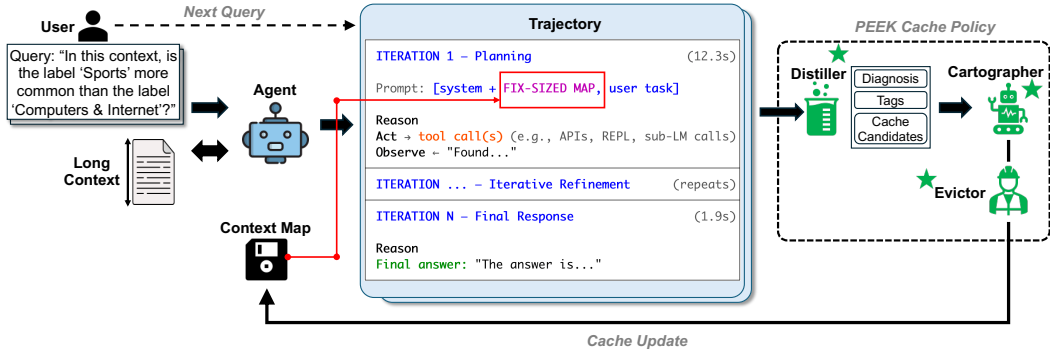 Next Query
User
Query: “In this context, is
the label ‘Sports’ more
common than the label
‘Computers & Internet’?”
Long
Context
Agent
Context Map
Trajectory
ITERATION 1 – Planning (12.3s)
Prompt: [system + FIX-SIZED MAP, user task]
Reason
Act → tool call(s) (e.g., APIs, REPL, sub-LM calls)
Observe ← "Found..."
ITERATION ... – Iterative Refinement (repeats)
ITERATION N – Final Response (1.9s)
Reason
Final answer: "The answer is..."
PEEK Cache Policy
Distiller
Diagnosis
Tags
Cache
Candidates
Cartographer
Evictor
Cache Update